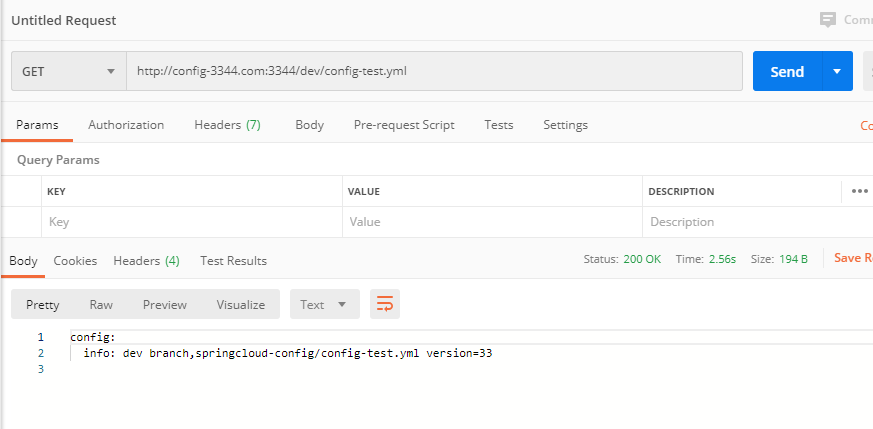 Untitled Request
GET http://config-3344.com:3344/dev/config-test.yml Send
Params Authorization Headers (7) Body Pre-request Script Tests Settings
Query Params
KEY VALUE DESCRIPTION •••
Key Value Description
Body Cookies Headers (4) Test Results Status: 200 OK Time: 2.56s Size: 194 B Save
Pretty Raw Preview Visualize Text
1 config:
2 info: dev branch,springcloud-config/config-test.yml version=33
3